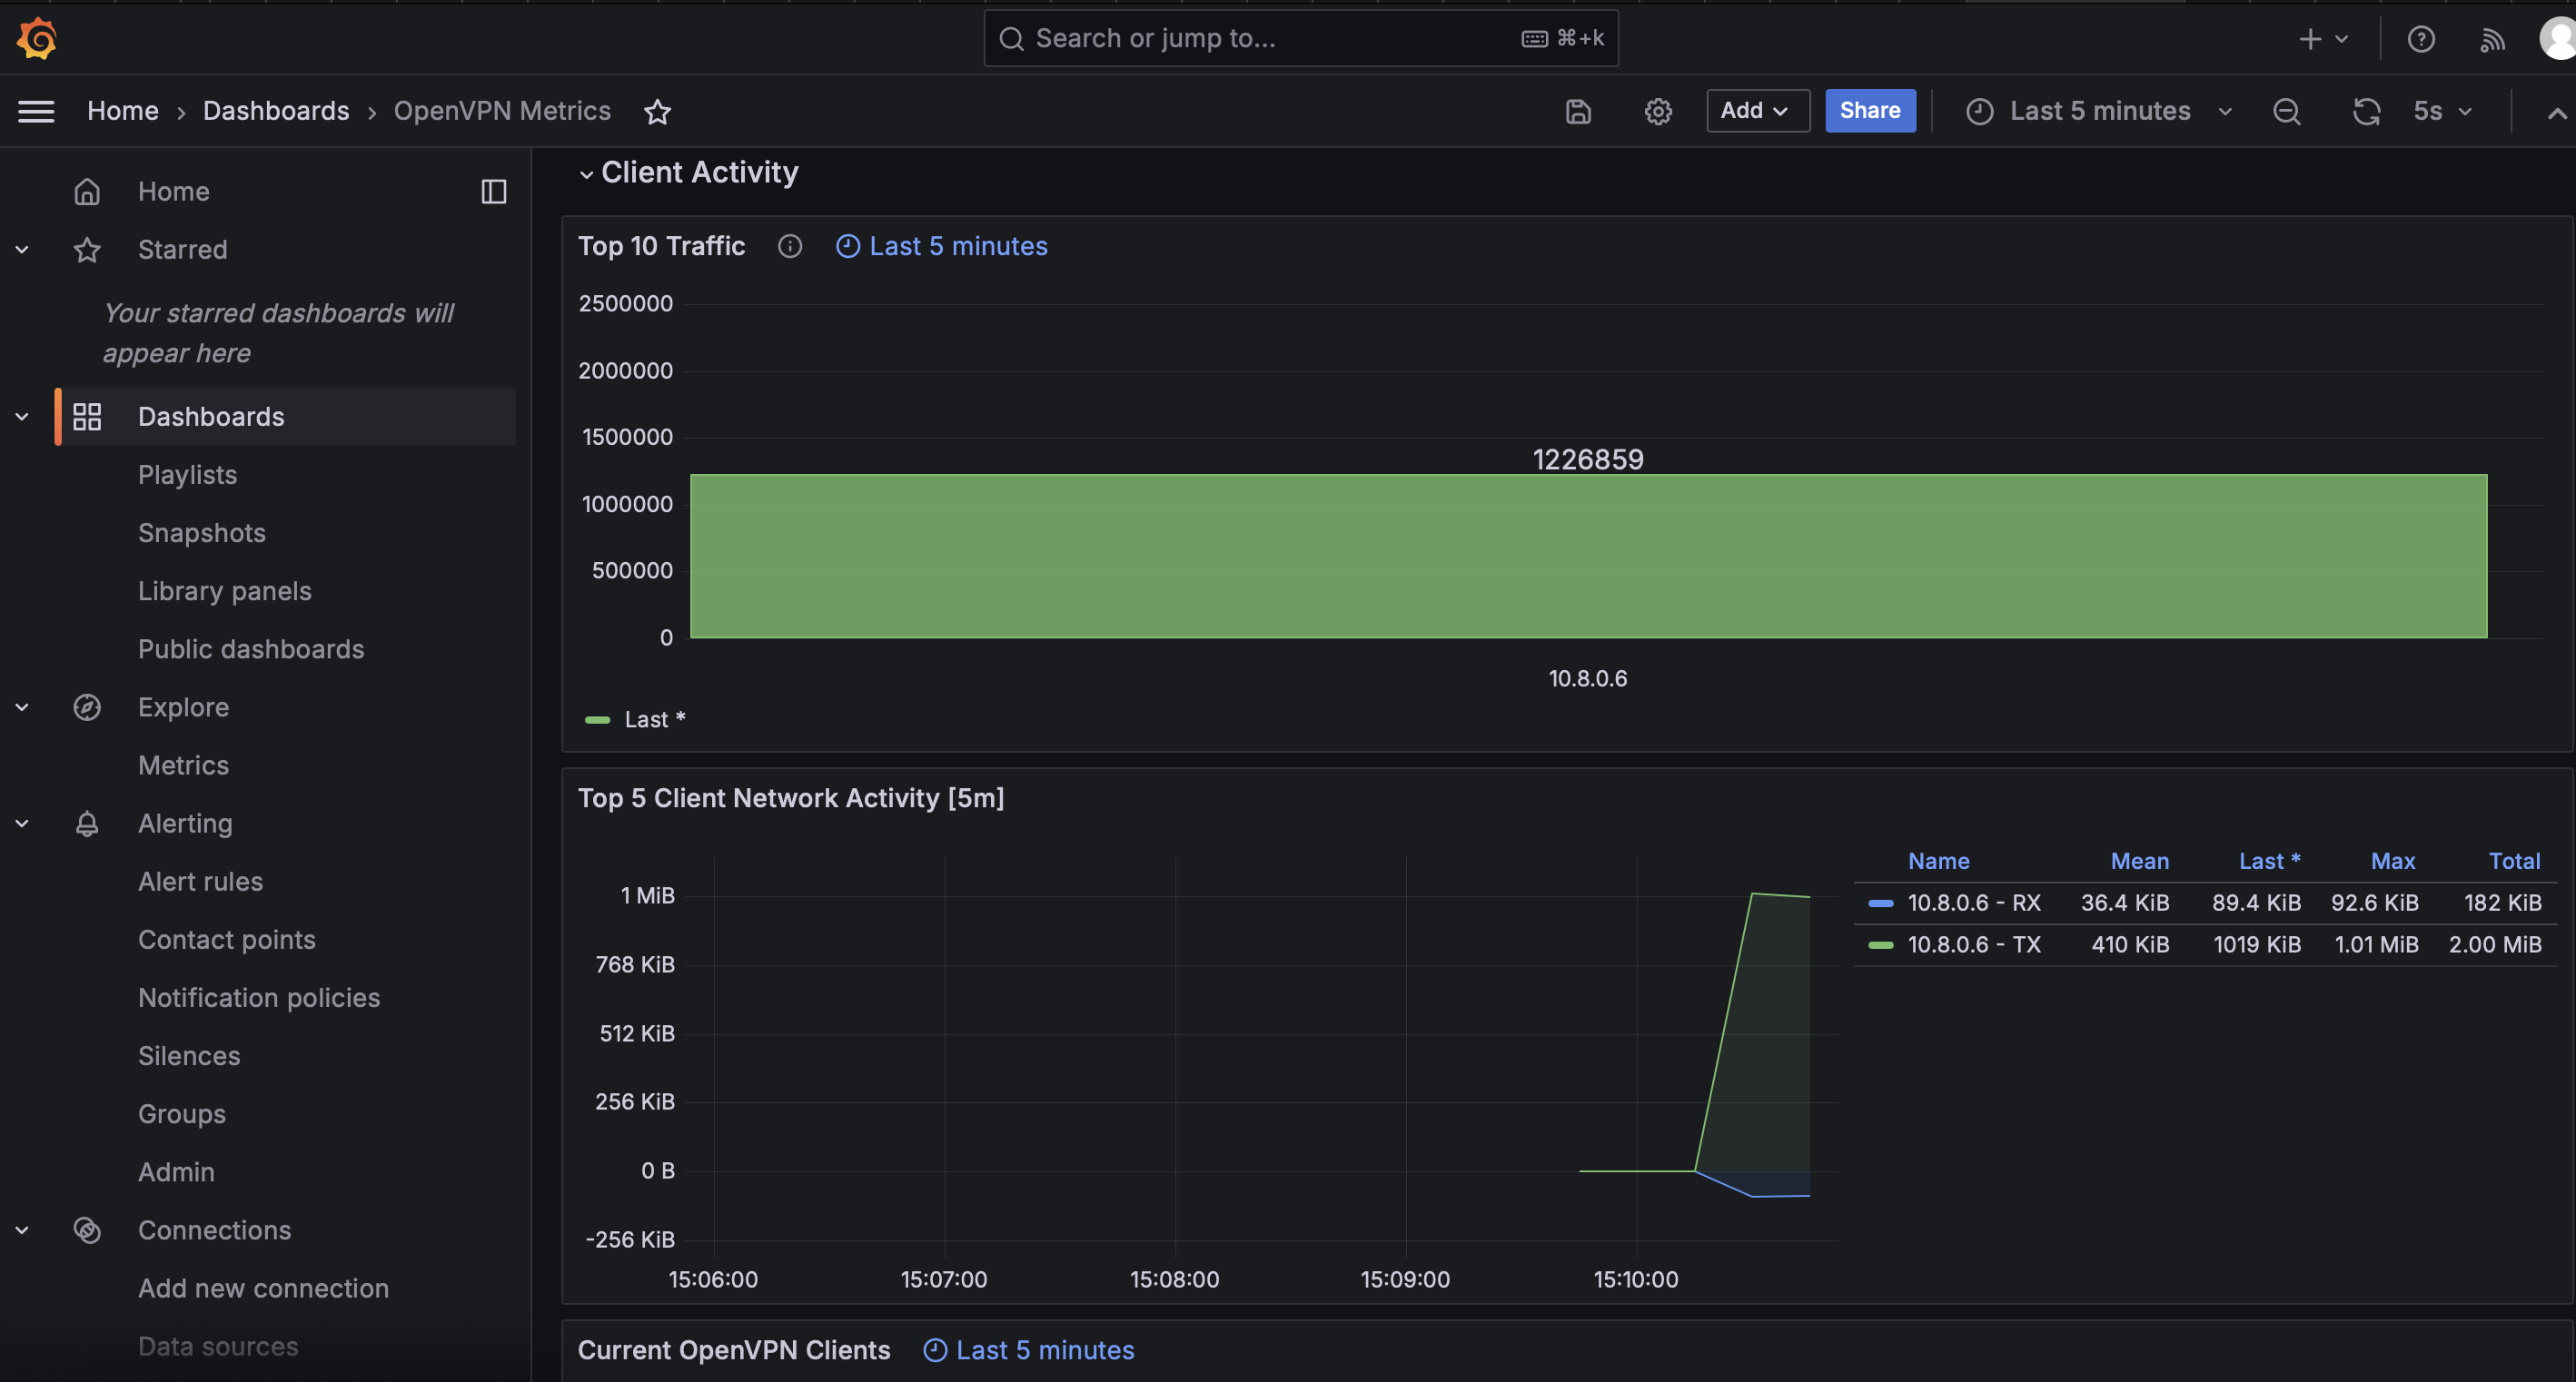 Search or jump to... ⌘+k
Home › Dashboards › OpenVPN Metrics
Add
Share
Last 5 minutes
5s
Home
Starred
Your starred dashboards will
appear here
Dashboards
Playlists
Snapshots
Library panels
Public dashboards
Explore
Metrics
Alerting
Alert rules
Contact points
Notification policies
Silences
Groups
Admin
Connections
Add new connection
Data sources
Client Activity
Top 10 Traffic Last 5 minutes
2500000
2000000
1500000
1000000
500000
0
1226859
10.8.0.6
Last *
Top 5 Client Network Activity [5m]
1 MiB
768 KiB
512 KiB
256 KiB
0 B
-256 KiB
15:06:00 15:07:00 15:08:00 15:09:00 15:10:00
Name Mean Last * Max Total
10.8.0.6 - RX 36.4 KiB 89.4 KiB 92.6 KiB 182 KiB
10.8.0.6 - TX 410 KiB 1019 KiB 1.01 MiB 2.00 MiB
Current OpenVPN Clients Last 5 minutes